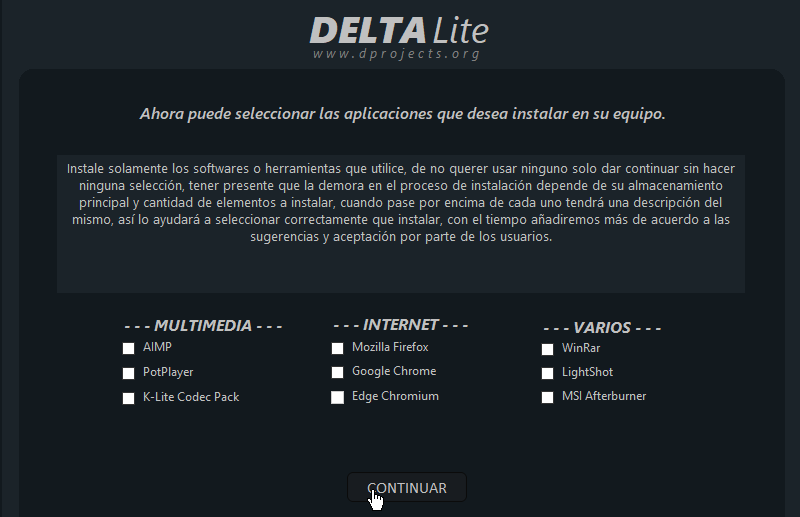 DELTA Lite
www.dprojects.org
Ahora puede seleccionar las aplicaciones que desea instalar en su equipo.
Instale solamente los softwares o herramientas que utilice, de no querer usar ninguno solo dar continuar sin hacer
ninguna selección, tener presente que la demora en el proceso de instalación depende de su almacenamiento
principal y cantidad de elementos a instalar, cuando pase por encima de cada uno tendrá una descripción del
mismo, así lo ayudará a seleccionar correctamente que instalar, con el tiempo añadiremos más de acuerdo a las
sugerencias y aceptación por parte de los usuarios.
- - - MULTIMEDIA - - -
AIMP
PotPlayer
K-Lite Codec Pack
- - - INTERNET - - -
Mozilla Firefox
Google Chrome
Edge Chromium
- - - VARIOS - - -
WinRar
LightShot
MSI Afterburner
CONTINUAR